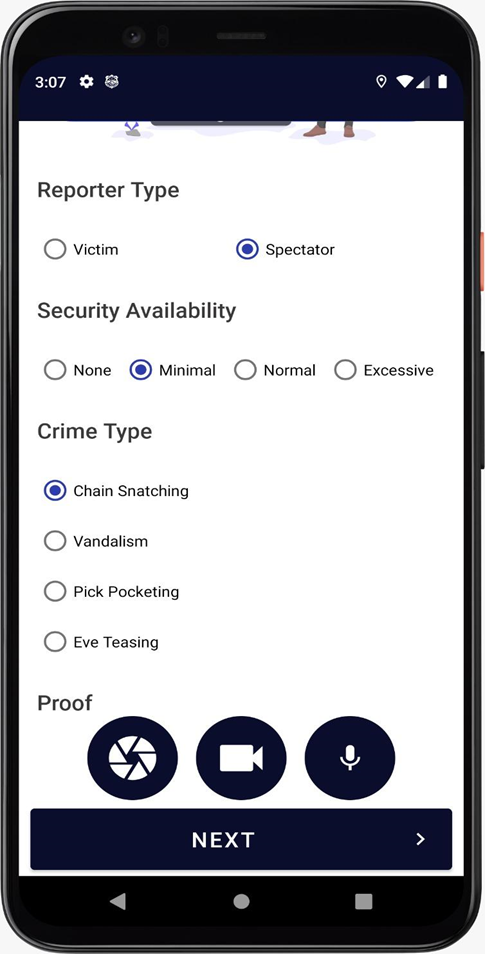 3:07
Reporter Type
Victim Spectator
Security Availability
None Minimal Normal Excessive
Crime Type
Chain Snatching
Vandalism
Pick Pocketing
Eve Teasing
Proof
NEXT